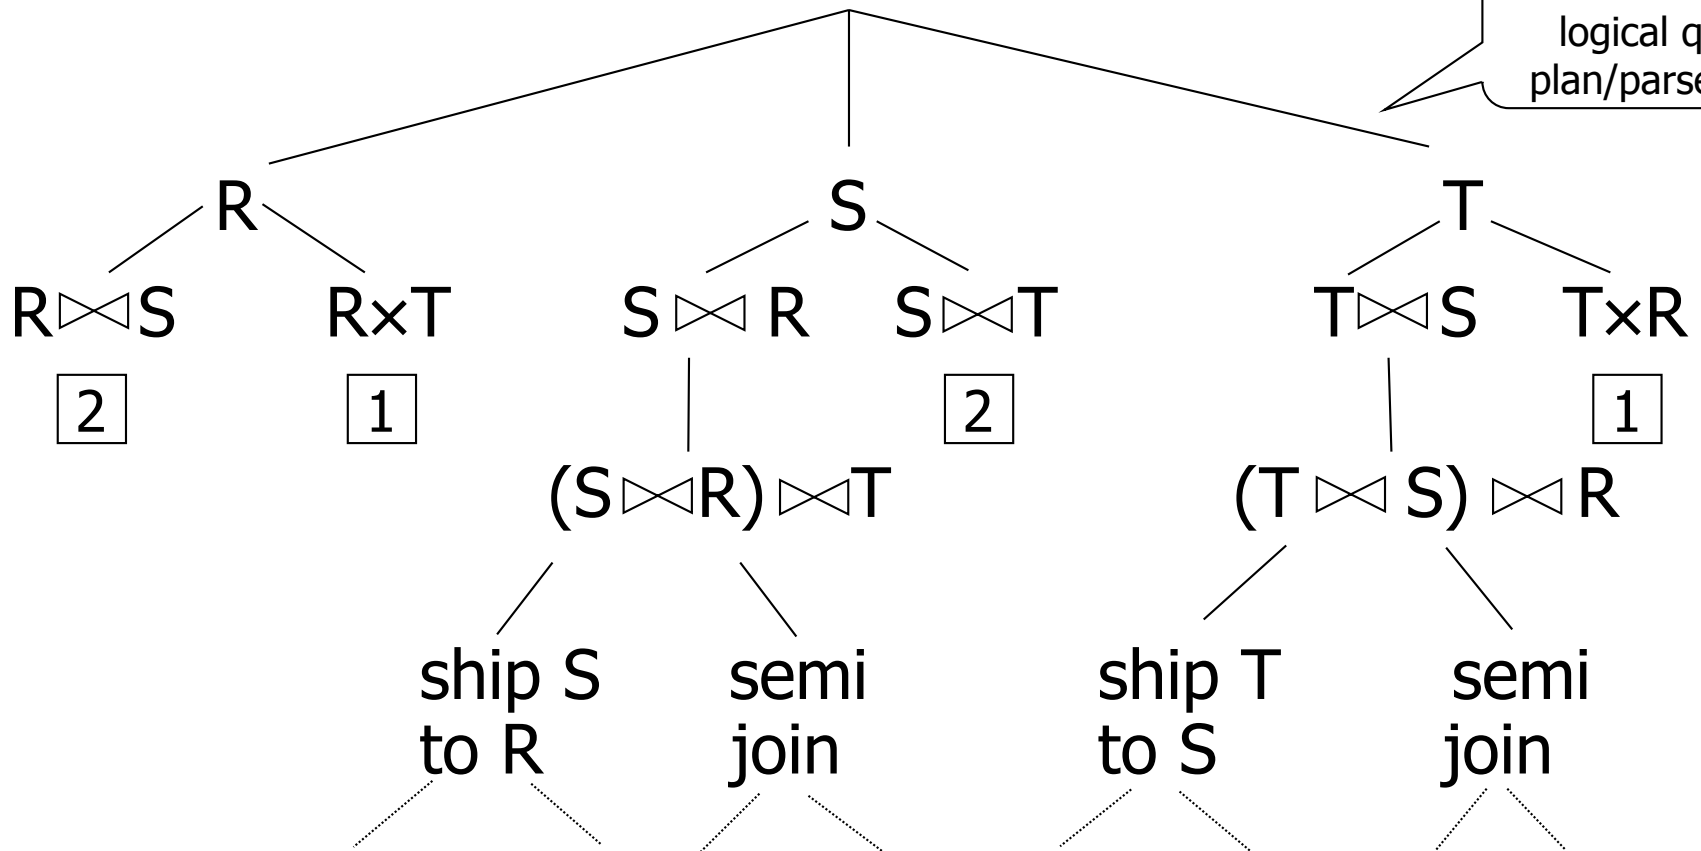 logical
plan/parse
R
S
T
R⋈S
R×T
S⋈R
S⋈T
T⋈S
T×R
2
1
2
1
(S⋈R)⋈T
(T⋈S)⋈R
ship S
to R
semi
join
ship T
to S
semi
join